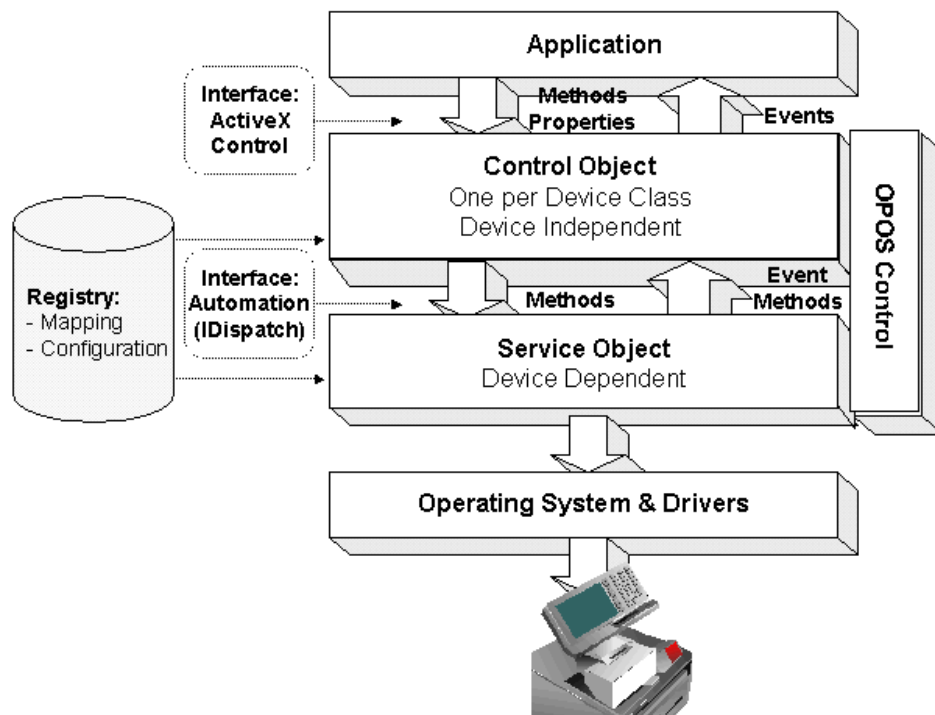 Application
Interface:
ActiveX
Control
Methods
Properties
Events
Control Object
One per Device Class
Device Independent
OPOS Control
Registry:
- Mapping
- Configuration
Interface:
Automation
(IDispatch)
Methods
Event
Methods
Service Object
Device Dependent
Operating System & Drivers